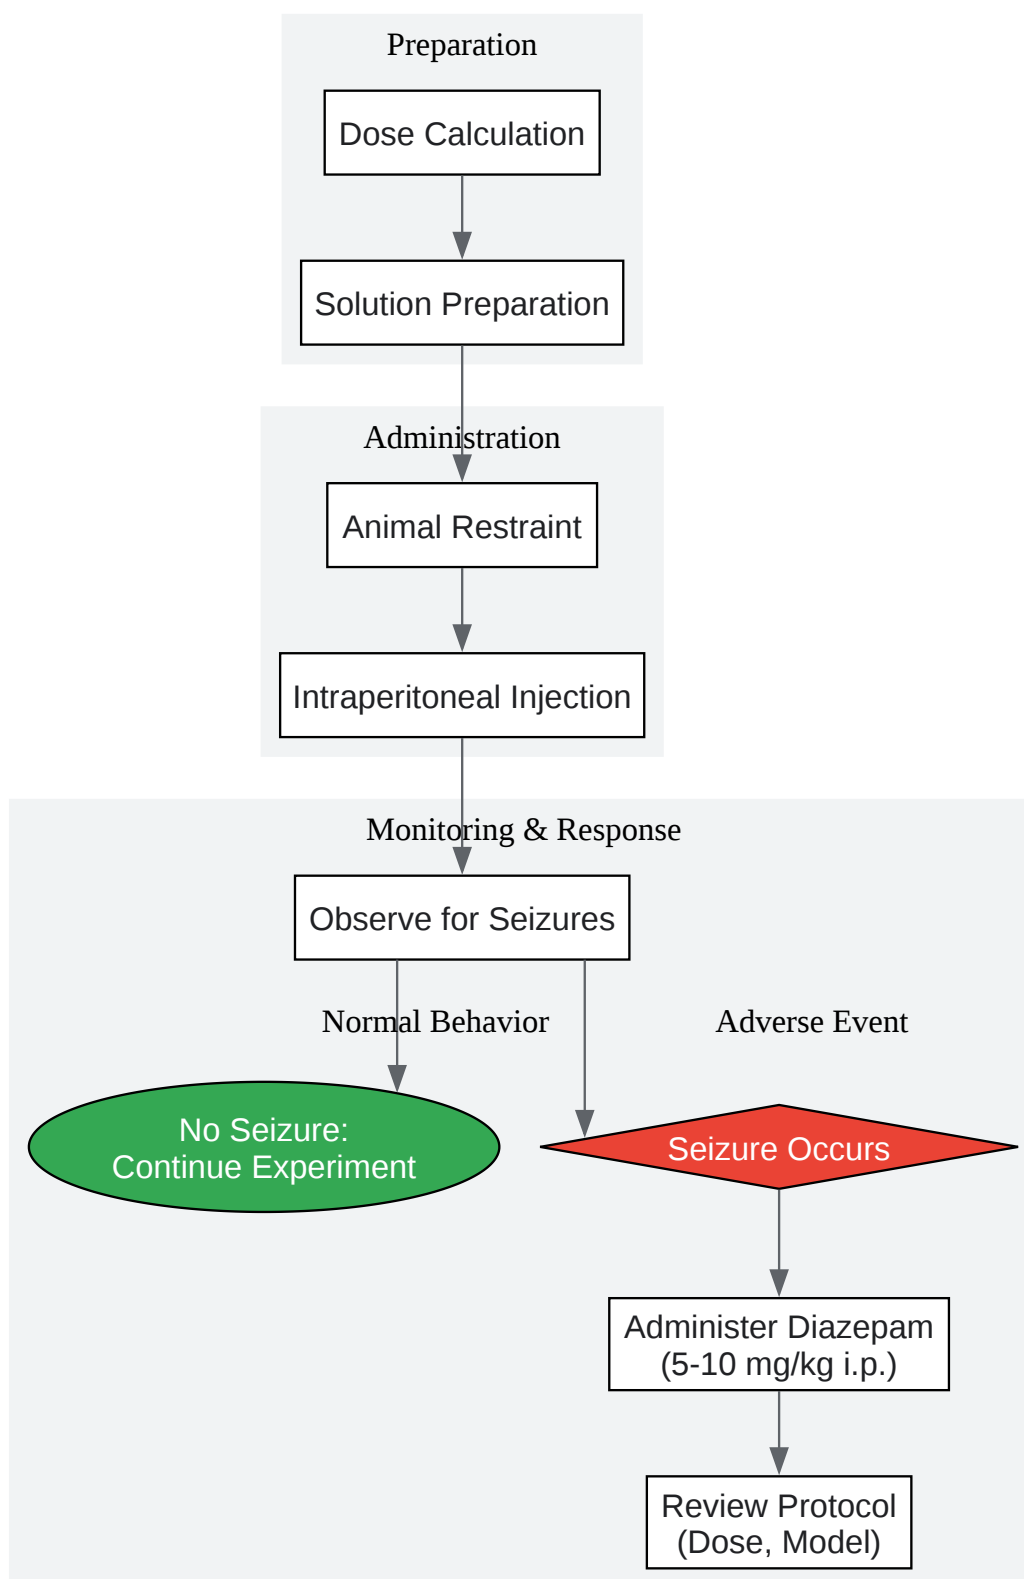 Preparation
Dose Calculation
Solution Preparation
Administration
Animal Restraint
Intraperitoneal Injection
Monitoring & Response
Observe for Seizures
Normal Behavior
Adverse Event
No Seizure:
Continue Experiment
Seizure Occurs
Administer Diazepam
(5-10 mg/kg i.p.)
Review Protocol
(Dose, Model)